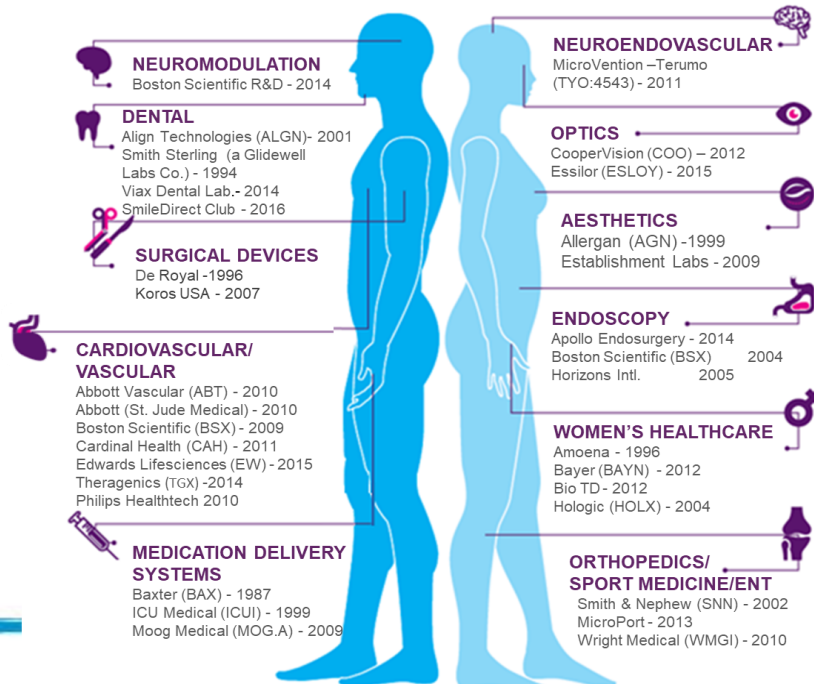 NEUROMODULATION
Boston Scientific R&D - 2014
DENTAL
Align Technologies (ALGN)- 2001
Smith Sterling (a Glidewell
Labs Co.) - 1994
Viax Dental Lab.- 2014
SmileDirect Club - 2016
SURGICAL DEVICES
De Royal -1996
Koros USA - 2007
CARDIOVASCULAR/
VASCULAR
Abbott Vascular (ABT) - 2010
Abbott (St. Jude Medical) - 2010
Boston Scientific (BSX) - 2009
Cardinal Health (CAH) - 2011
Edwards Lifesciences (EW) - 2015
Theragenics (TGX) -2014
Philips Healthtech 2010
MEDICATION DELIVERY
SYSTEMS
Baxter (BAX) - 1987
ICU Medical (ICUI) - 1999
Moog Medical (MOG.A) - 2009
NEUROENDOVASCULAR
MicroVention –Terumo
(TYO:4543) - 2011
OPTICS
CooperVision (COO) – 2012
Essilor (ESLOY) - 2015
AESTHETICS
Allergan (AGN) -1999
Establishment Labs - 2009
ENDOSCOPY
Apollo Endosurgery - 2014
Boston Scientific (BSX) 2004
Horizons Intl. 2005
WOMEN'S HEALTHCARE
Amoena - 1996
Bayer (BAYN) - 2012
Bio TD - 2012
Hologic (HOLX) - 2004
ORTHOPEDICS/
SPORT MEDICINE/ENT
Smith & Nephew (SNN) - 2002
MicroPort - 2013
Wright Medical (WMGI) - 2010